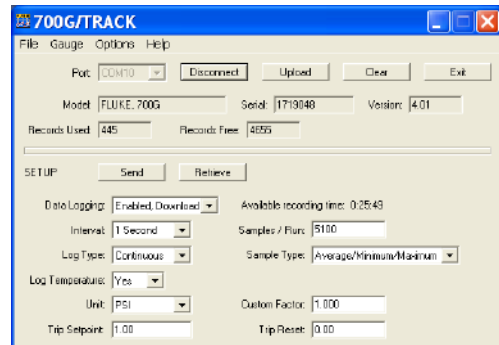 700G/TRACK
File Gauge Options Help
Port: COM10 Disconnect Upload Clear Exit
Model: FLUKE, 700G Serial: 1719048 Version: 4.01
Records Used: 445 Records Free: 4655
SETUP Send Retrieve
Data Logging: Enabled, Download Available recording time: 0:25:49
Interval: 1 Second Samples / Run: 5100
Log Type: Continuous Sample Type: Average/Minimum/Maximum
Log Temperature: Yes
Unit: PSI Custom Factor: 1.000
Trip Setpoint: 1.00 Trip Reset: 0.00